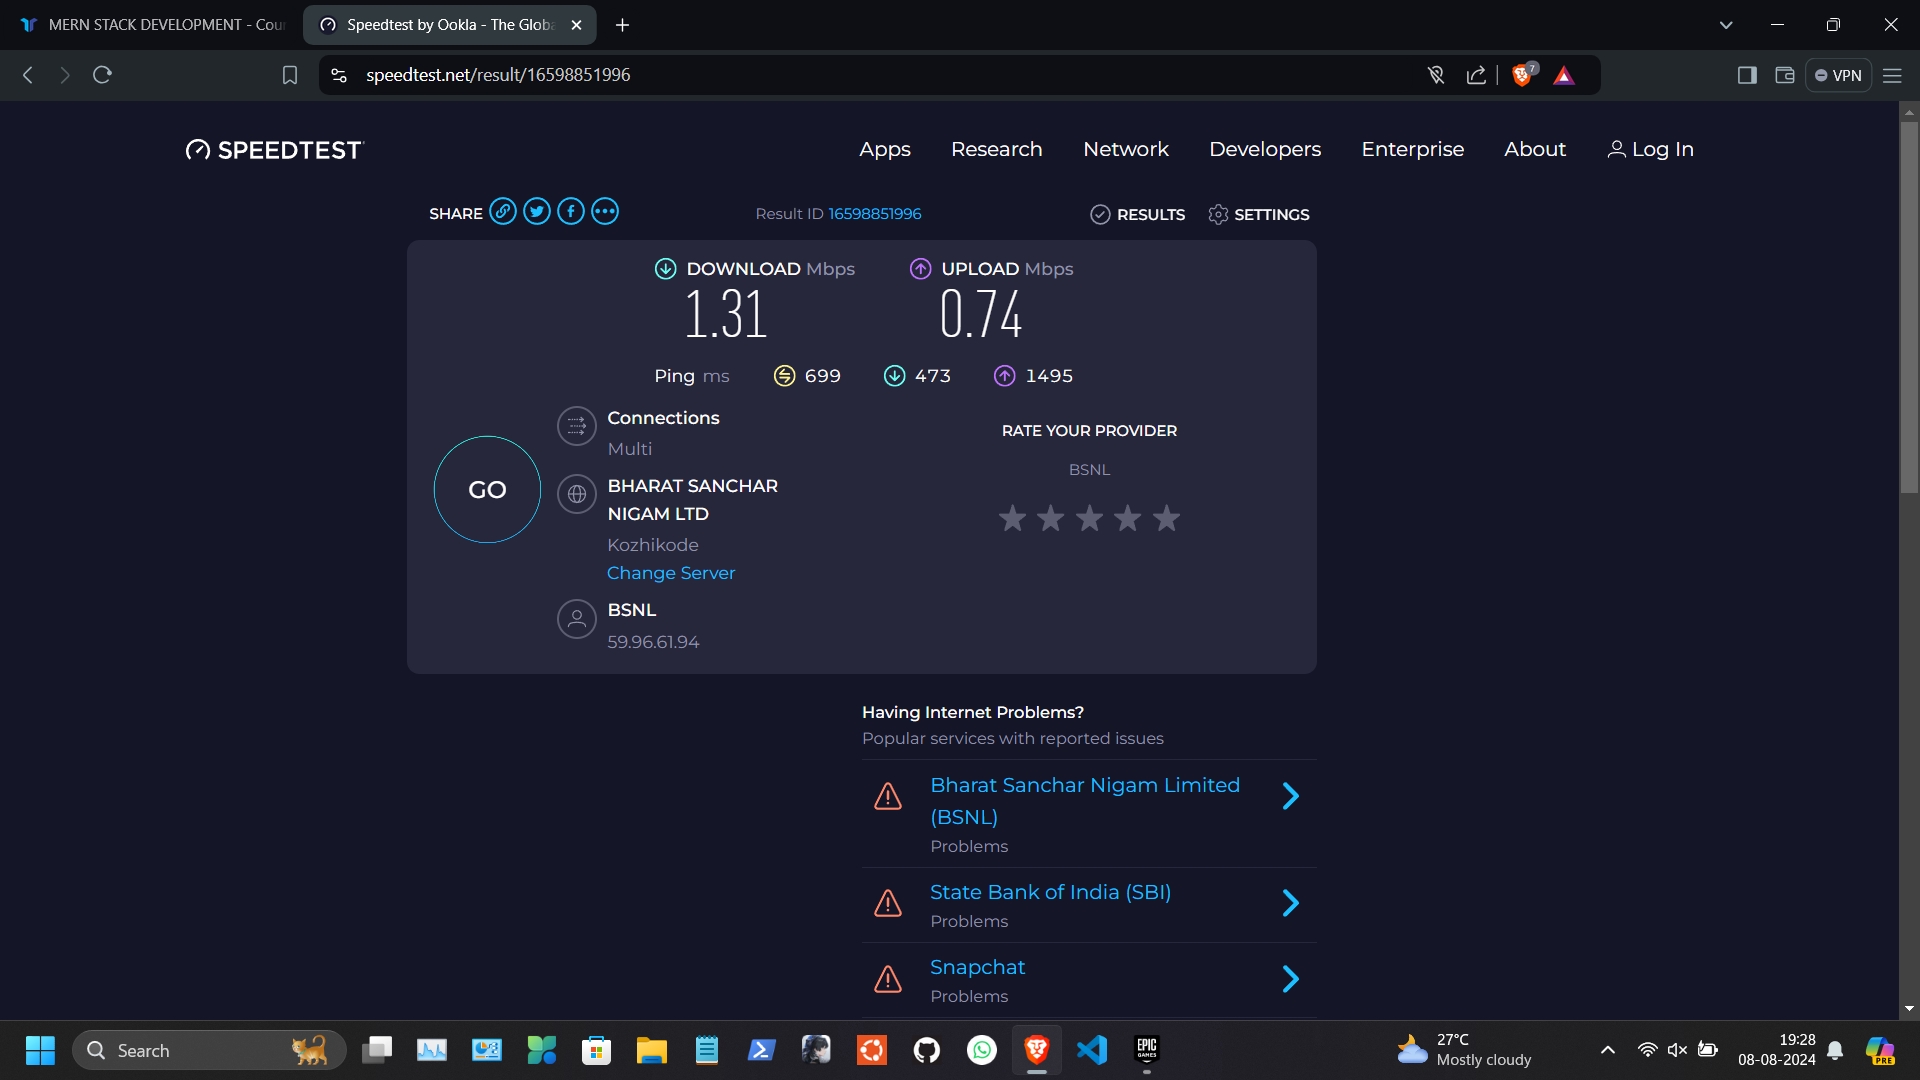 MERN STACK DEVELOPMENT - Cour
Speedtest by Ookla - The Globa
speedtest.net/result/16598851996
7
VPN
SPEEDTEST
Apps
Research
Network
Developers
Enterprise
About
Log In
SHARE
Result ID 16598851996
RESULTS
SETTINGS
DOWNLOAD Mbps
1.31
UPLOAD Mbps
0.74
Ping ms 699 473 1495
GO
Connections
Multi
BHARAT SANCHAR
NIGAM LTD
Kozhikode
Change Server
BSNL
59.96.61.94
RATE YOUR PROVIDER
BSNL
Having Internet Problems?
Popular services with reported issues
Bharat Sanchar Nigam Limited
(BSNL)
Problems
State Bank of India (SBI)
Problems
Snapchat
Problems
Search
EPIC
GAMES
27°C
Mostly cloudy
19:28
08-08-2024
PRE